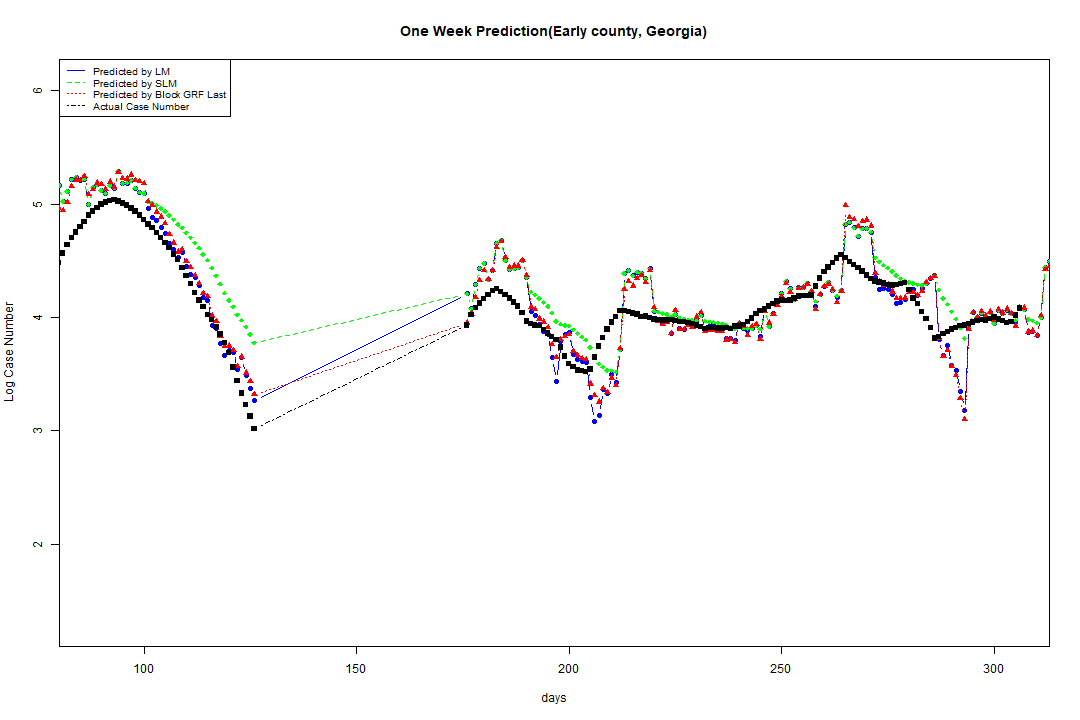 One Week Prediction(Early county, Georgia)
Predicted by LM
Predicted by SLM
Predicted by Block GRF Last
Actual Case Number
6
5
4
3
2
Log Case Number
100
150
200
250
300
days